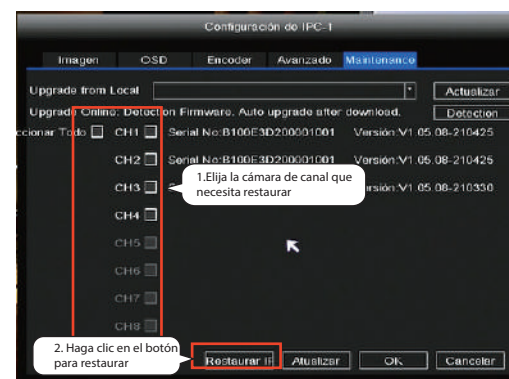 Configuración de IPC-1
Imagen OSD Encoder Avanzado Maintenance
Upgrade from Local Actualizar
Upgrade Online: Detection Firmware. Auto upgrade after download. Detection
ccionar Todo CH1 Serial No:B100E3D200001001 Versión:V1.05.08-210425
CH2 Serial No:B100E3D200001001 Versión:V1.05.08-210425
CH3 Versión:V1.05.08-210330
1.Elija la cámara de canal que
necesita restaurar
CH4
CH5
CH6
CH7
CH8
2. Haga clic en el botón
para restaurar
Restaurar IP Atualizar OK Cancelar